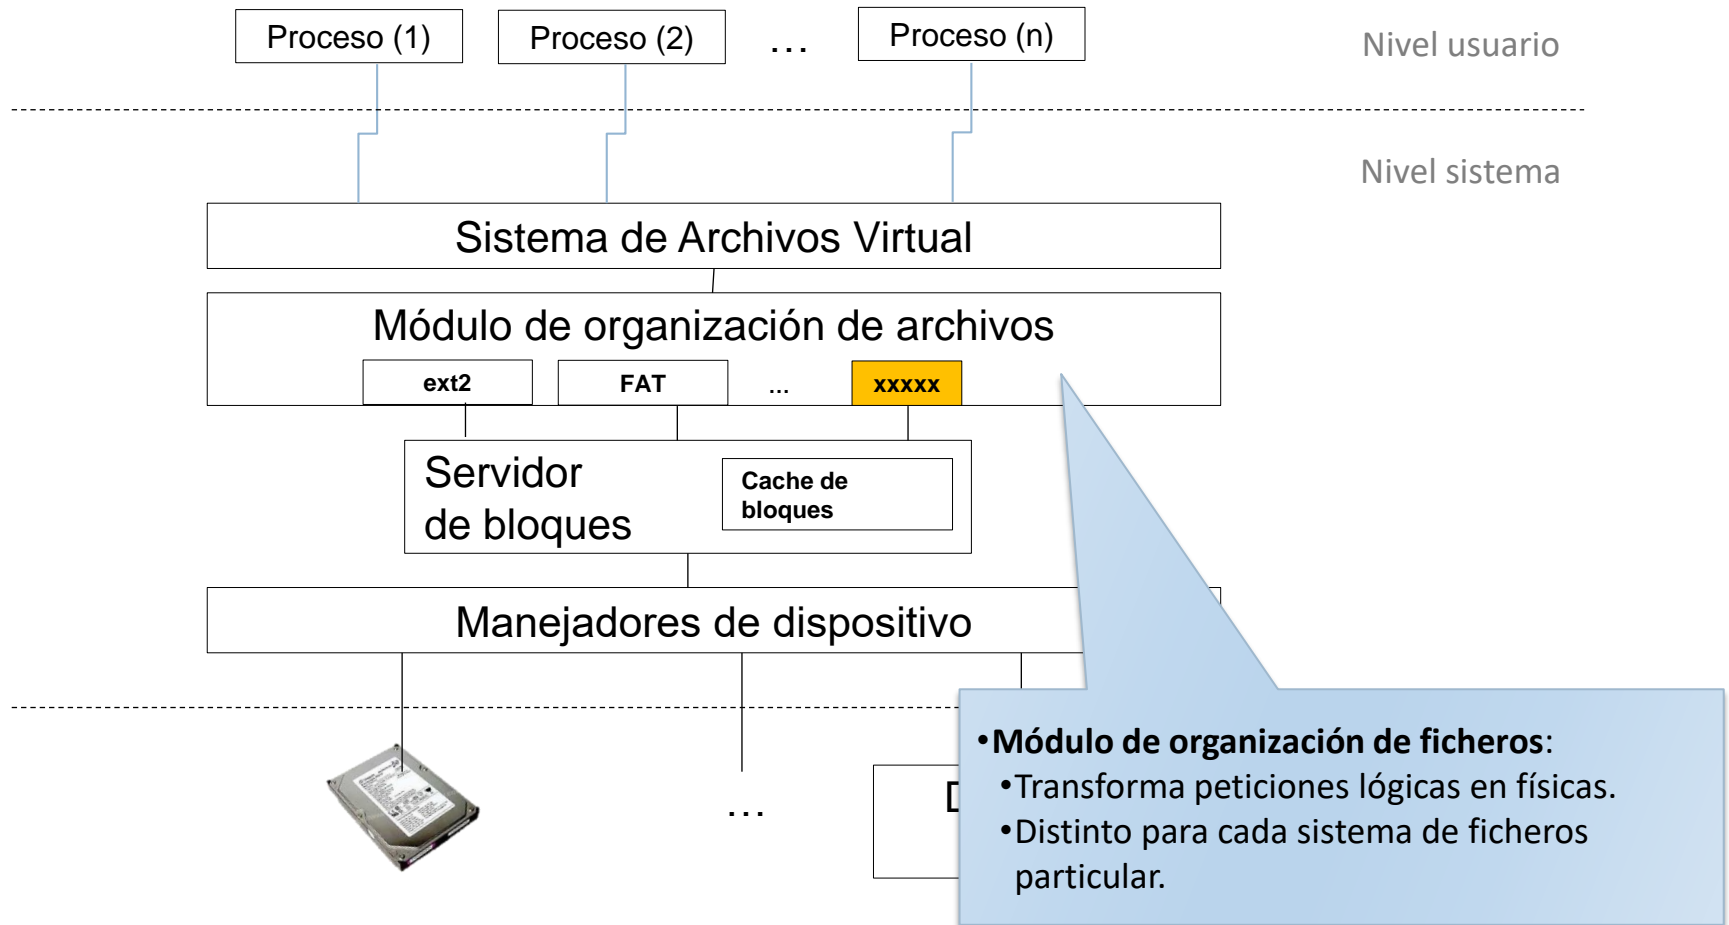 Proceso (1)
Proceso (2)
...
Proceso (n)
Nivel usuario
Nivel sistema
Sistema de Archivos Virtual
Módulo de organización de archivos
ext2
FAT
...
xxxxx
Servidor
de bloques
Cache de
bloques
Manejadores de dispositivo
...
•Módulo de organización de ficheros:
•Transforma peticiones lógicas en físicas.
•Distinto para cada sistema de ficheros
particular.